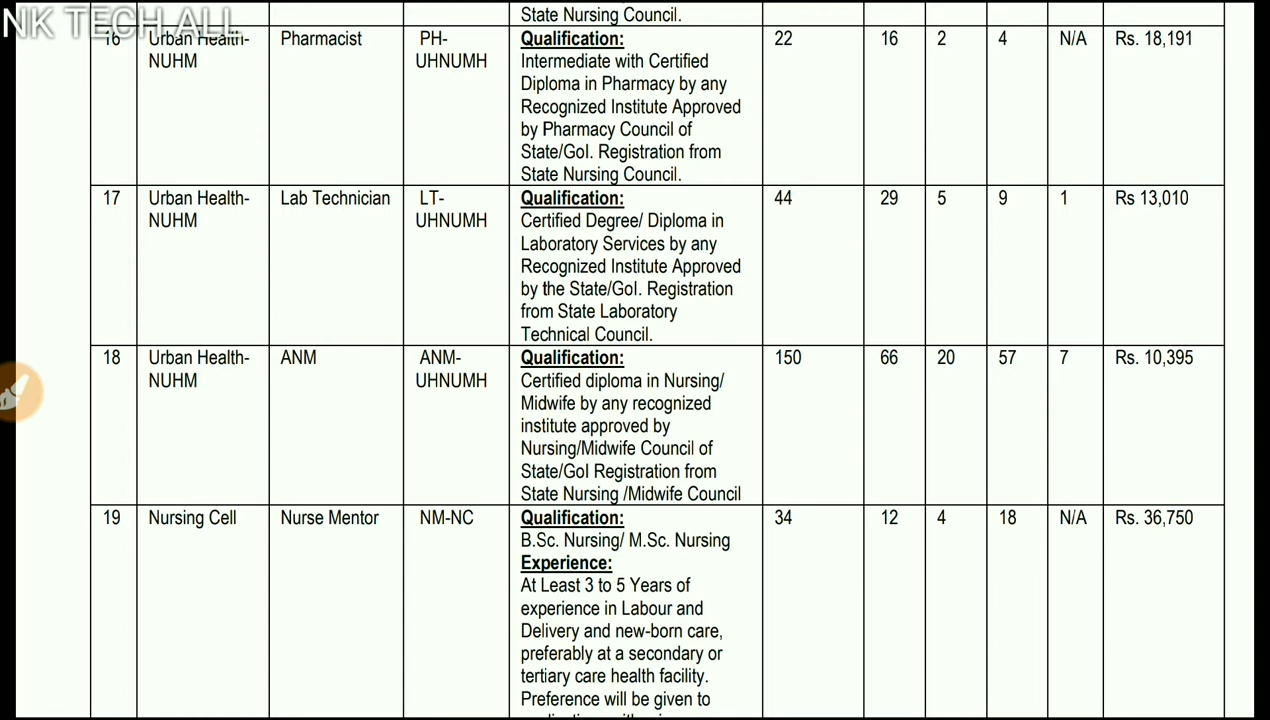 NK TECH ALL
State Nursing Council.
16 Urban Health- Pharmacist PH- Qualification: 22 16 2 4 N/A Rs. 18,191
NUHM UHNUMH Intermediate with Certified
Diploma in Pharmacy by any
Recognized Institute Approved
by Pharmacy Council of
State/GoI. Registration from
State Nursing Council.
17 Urban Health- Lab Technician LT- Qualification: 44 29 5 9 1 Rs 13,010
NUHM UHNUMH Certified Degree/ Diploma in
Laboratory Services by any
Recognized Institute Approved
by the State/GoI. Registration
from State Laboratory
Technical Council.
18 Urban Health- ANM ANM- Qualification: 150 66 20 57 7 Rs. 10,395
NUHM UHNUMH Certified diploma in Nursing/
Midwife by any recognized
institute approved by
Nursing/Midwife Council of
State/GoI Registration from
State Nursing /Midwife Council
19 Nursing Cell Nurse Mentor NM-NC Qualification: 34 12 4 18 N/A Rs. 36,750
B.Sc. Nursing/ M.Sc. Nursing
Experience:
At Least 3 to 5 Years of
experience in Labour and
Delivery and new-born care,
preferably at a secondary or
tertiary care health facility.
Preference will be given to